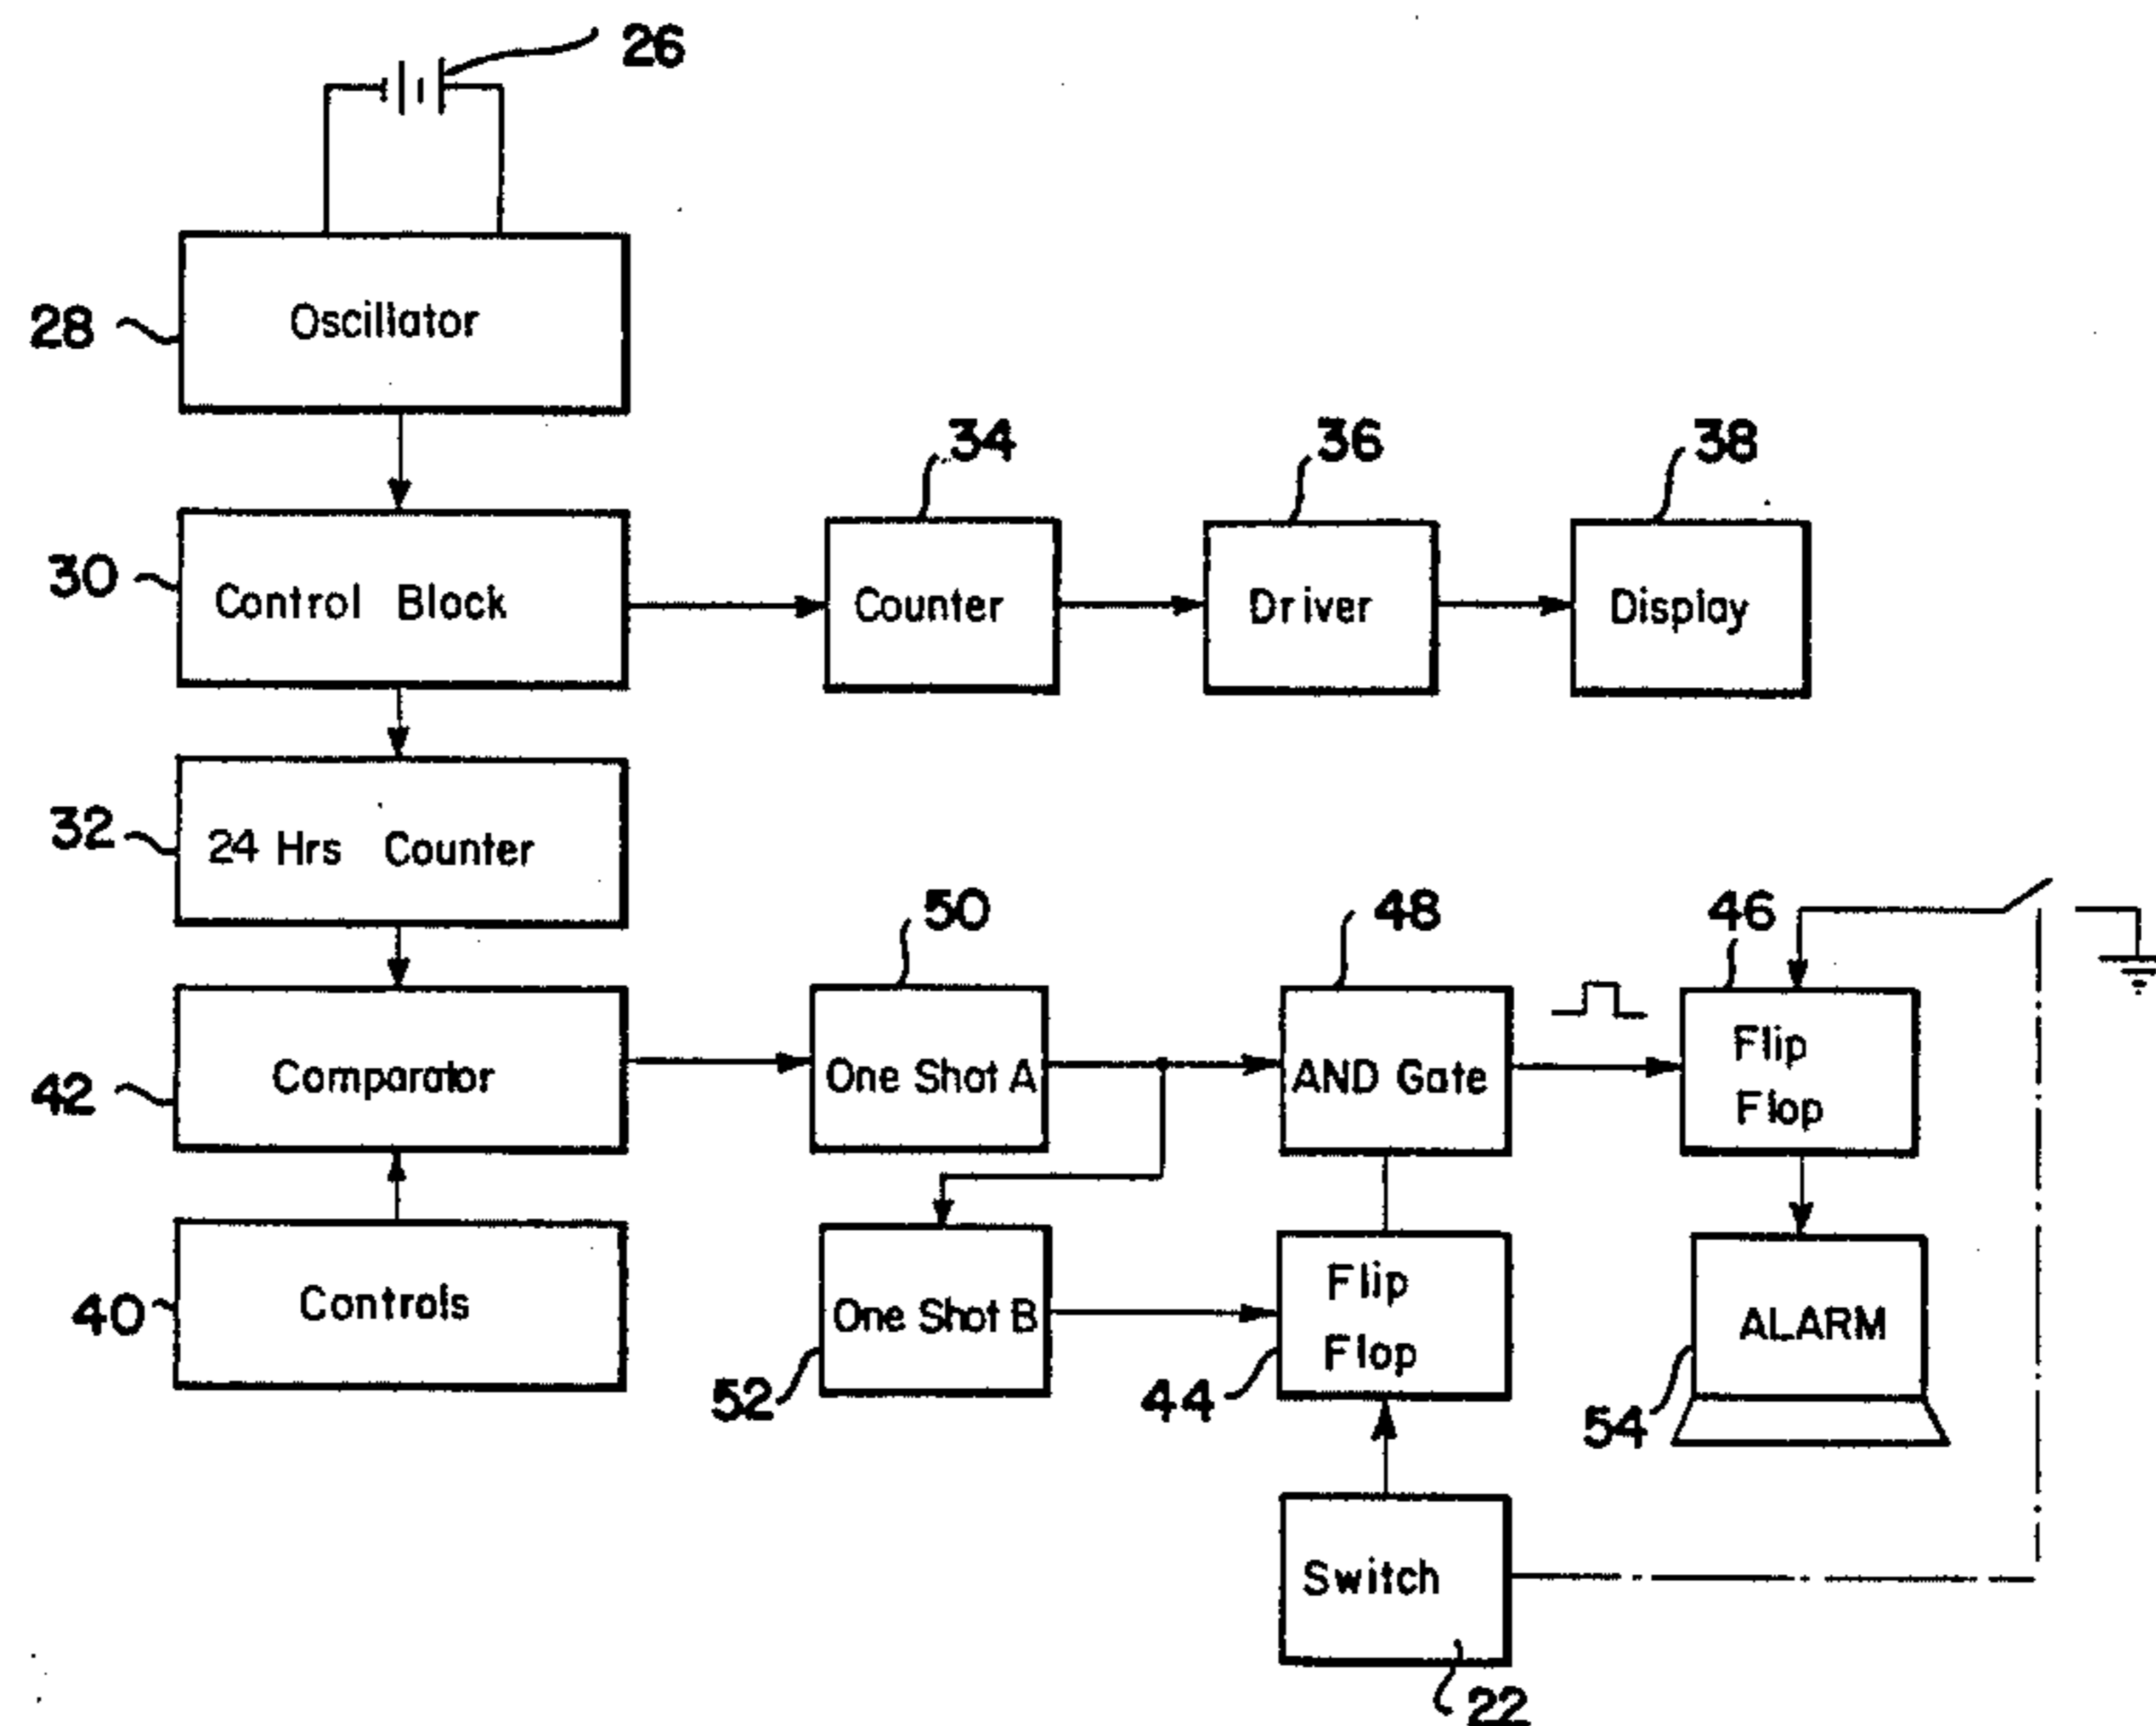 26
28
Oscillator
34
36
38
30
Control Block
Counter
Driver
Display
32
24 Hrs Counter
50
48
46
42
Comparator
One Shot A
AND Gate
Flip
Flop
40
Controls
52
One Shot B
44
Flip
Flop
54
ALARM
Switch
22